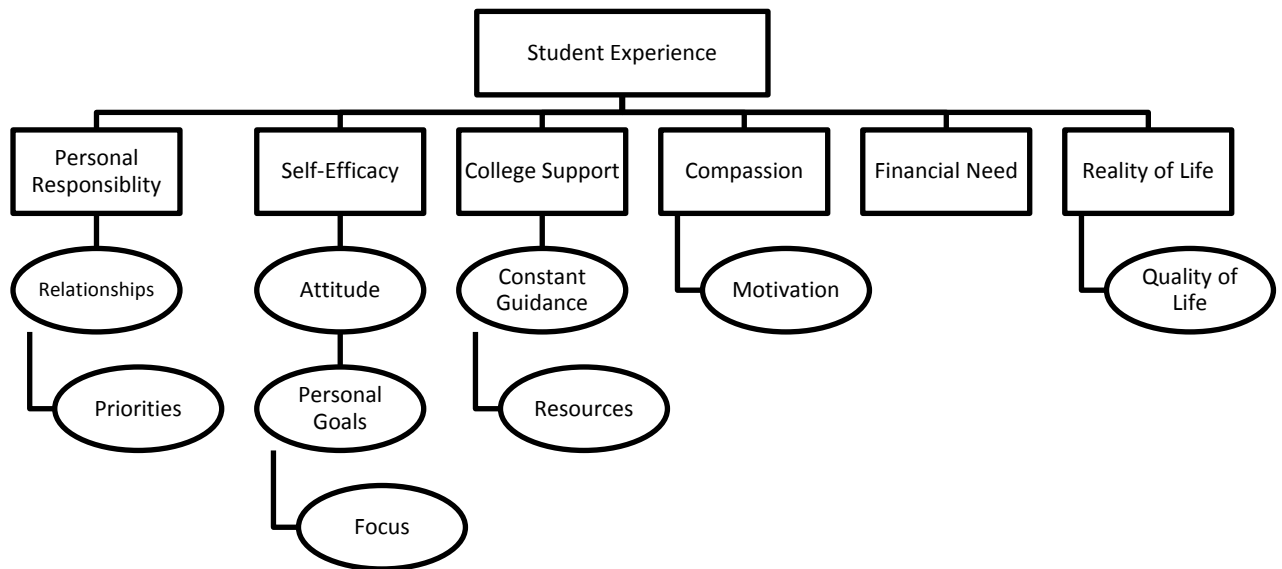 Student Experience
Personal
Responsiblity
Self-Efficacy
College Support
Compassion
Financial Need
Reality of Life
Relationships
Attitude
Constant
Guidance
Motivation
Quality of
Life
Priorities
Personal
Goals
Resources
Focus